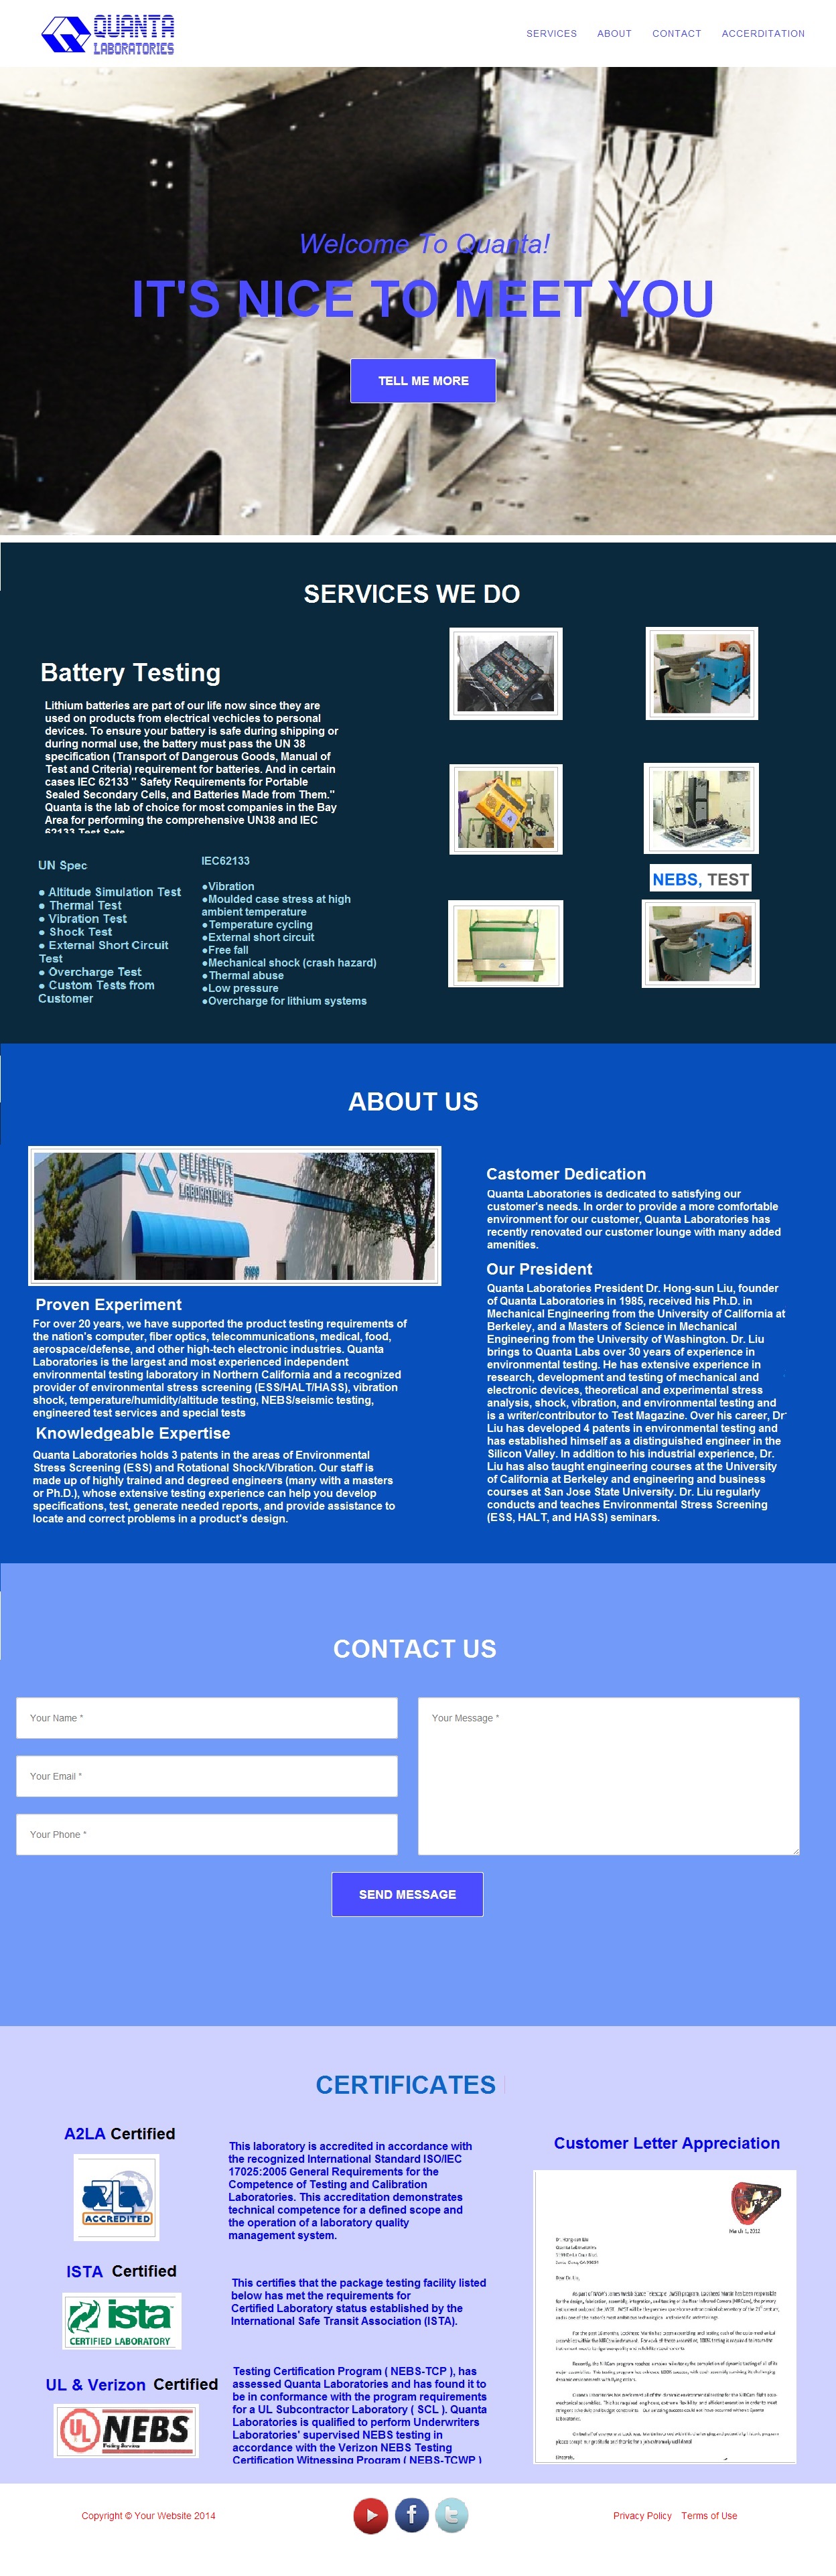 QUANTA
LABORATORIES
SERVICES
ABOUT
CONTACT
ACCERDITATION
Welcome To Quanta!
IT'S NICE TO MEET YOU
TELL ME MORE
SERVICES WE DO
Battery Testing
Lithium batteries are part of our life now since they are
used on products from electrical vechicles to personal
devices. To ensure your battery is safe during shipping or
during normal use, the battery must pass the UN 38
specification (Transport of Dangerous Goods, Manual of
Test and Criteria) requirement for batteries. And in certain
cases IEC 62133 " Safety Requirements for Portable
Sealed Secondary Cells, and Batteries Made from Them."
Quanta is the lab of choice for most companies in the Bay
Area for performing the comprehensive UN38 and IEC
62133 Test Sets
UN Spec
● Altitude Simulation Test
● Thermal Test
● Vibration Test
● Shock Test
● External Short Circuit
Test
● Overcharge Test
● Custom Tests from
Customer
IEC62133
●Vibration
●Moulded case stress at high
ambient temperature
●Temperature cycling
●External short circuit
●Free fall
●Mechanical shock (crash hazard)
●Thermal abuse
●Low pressure
●Overcharge for lithium systems
NEBS, TEST
ABOUT US
QUANTA
LABORATORIES
Proven Experiment
For over 20 years, we have supported the product testing requirements of
the nation's computer, fiber optics, telecommunications, medical, food,
aerospace/defense, and other high-tech electronic industries. Quanta
Laboratories is the largest and most experienced independent
environmental testing laboratory in Northern California and a recognized
provider of environmental stress screening (ESS/HALT/HASS), vibration
shock, temperature/humidity/altitude testing, NEBS/seismic testing,
engineered test services and special tests
Knowledgeable Expertise
Quanta Laboratories holds 3 patents in the areas of Environmental
Stress Screening (ESS) and Rotational Shock/Vibration. Our staff is
made up of highly trained and degreed engineers (many with a masters
or Ph.D.), whose extensive testing experience can help you develop
specifications, test, generate needed reports, and provide assistance to
locate and correct problems in a product's design.
Castomer Dedication
Quanta Laboratories is dedicated to satisfying our
customer's needs. In order to provide a more comfortable
environment for our customer, Quanta Laboratories has
recently renovated our customer lounge with many added
amenities.
Our President
Quanta Laboratories President Dr. Hong-sun Liu, founder
of Quanta Laboratories in 1985, received his Ph.D. in
Mechanical Engineering from the University of California at
Berkeley, and a Masters of Science in Mechanical
Engineering from the University of Washington. Dr. Liu
brings to Quanta Labs over 30 years of experience in
environmental testing. He has extensive experience in
research, development and testing of mechanical and
electronic devices, theoretical and experimental stress
analysis, shock, vibration, and environmental testing and
is a writer/contributor to Test Magazine. Over his career, Dr
Liu has developed 4 patents in environmental testing and
has established himself as a distinguished engineer in the
Silicon Valley. In addition to his industrial experience, Dr.
Liu has also taught engineering courses at the University
of California at Berkeley and engineering and business
courses at San Jose State University. Dr. Liu regularly
conducts and teaches Environmental Stress Screening
(ESS, HALT, and HASS) seminars.
CONTACT US
Your Name *
Your Email *
Your Phone *
Your Message *
SEND MESSAGE
CERTIFICATES
A2LA Certified
A2LA
ACCREDITED
This laboratory is accredited in accordance with
the recognized International Standard ISO/IEC
17025:2005 General Requirements for the
Competence of Testing and Calibration
Laboratories. This accreditation demonstrates
technical competence for a defined scope and
the operation of a laboratory quality
management system.
ISTA Certified
ista
CERTIFIED LABORATORY
This certifies that the package testing facility listed
below has met the requirements for
Certified Laboratory status established by the
International Safe Transit Association (ISTA).
UL & Verizon Certified
UL NEBS
Testing Services
Testing Certification Program ( NEBS-TCP ), has
assessed Quanta Laboratories and has found it to
be in conformance with the program requirements
for a UL Subcontractor Laboratory ( SCL ). Quanta
Laboratories is qualified to perform Underwriters
Laboratories' supervised NEBS testing in
accordance with the Verizon NEBS Testing
Certification Witnessing Program ( NEBS-TCWP )
Customer Letter Appreciation
March 1, 2012
Quanta Laboratories
Copyright © Your Website 2014
Privacy Policy
Terms of Use